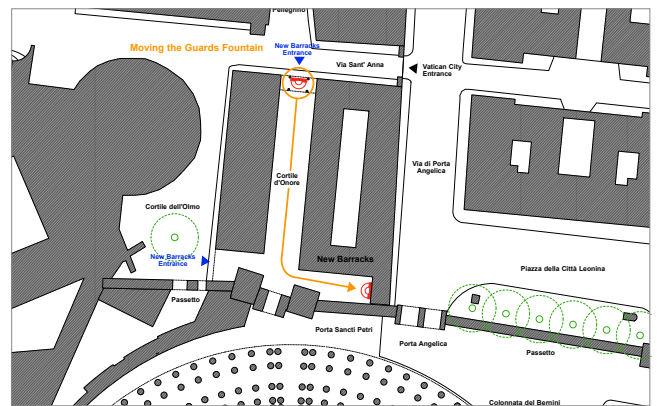 Pellegrino
Moving the Guards Fountain
New Barracks
Entrance
Via Sant' Anna
Vatican City
Entrance
Via di Porta
Angelica
Cortile
d'Onore
Cortile dell'Olmo
New Barracks
Entrance
New Barracks
Piazza della Città Leonina
Passetto
Porta Sancti Petri
Porta Angelica
Passetto
Colonnata del Bernini